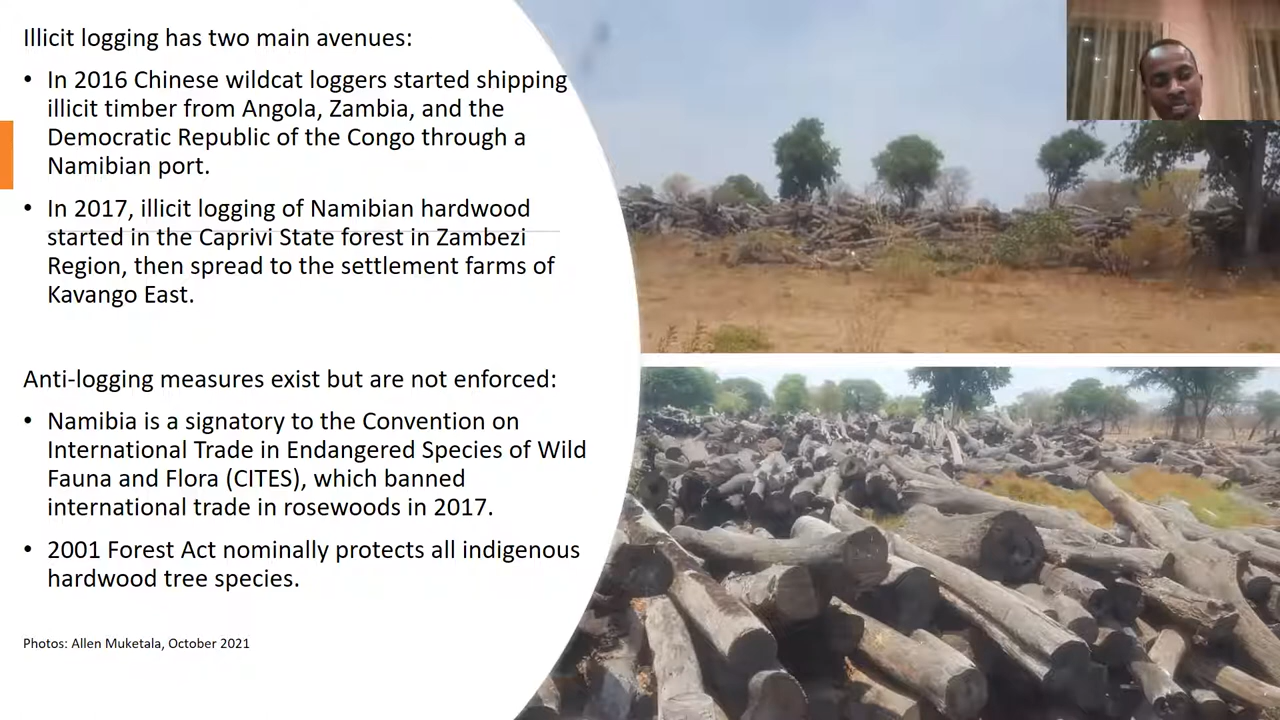 Illicit logging has two main avenues:
• In 2016 Chinese wildcat loggers started shipping
illicit timber from Angola, Zambia, and the
Democratic Republic of the Congo through a
Namibian port.
• In 2017, illicit logging of Namibian hardwood
started in the Caprivi State forest in Zambezi
Region, then spread to the settlement farms of
Kavango East.
Anti-logging measures exist but are not enforced:
• Namibia is a signatory to the Convention on
International Trade in Endangered Species of Wild
Fauna and Flora (CITES), which banned
international trade in rosewoods in 2017.
• 2001 Forest Act nominally protects all indigenous
hardwood tree species.
Photos: Allen Muketala, October 2021